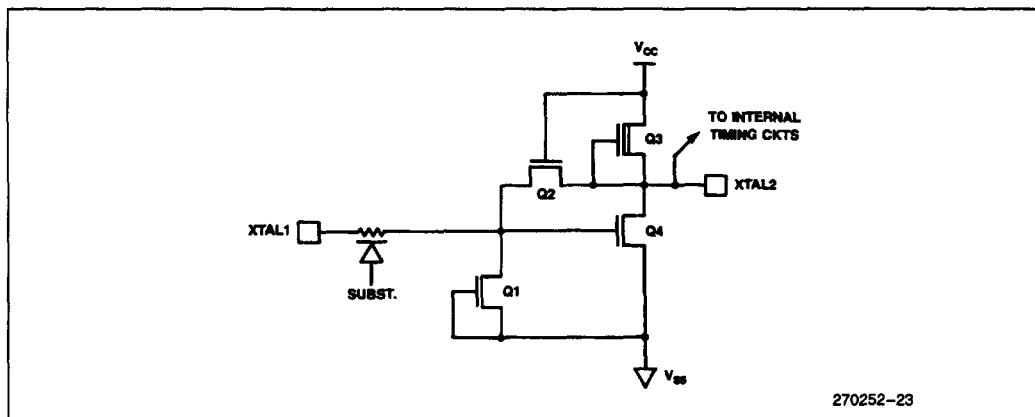 VCC
TO INTERNAL
TIMING CKTS
Q3
XTAL2
Q2
Q4
XTAL1
SUBST.
Q1
VSS
270252-23